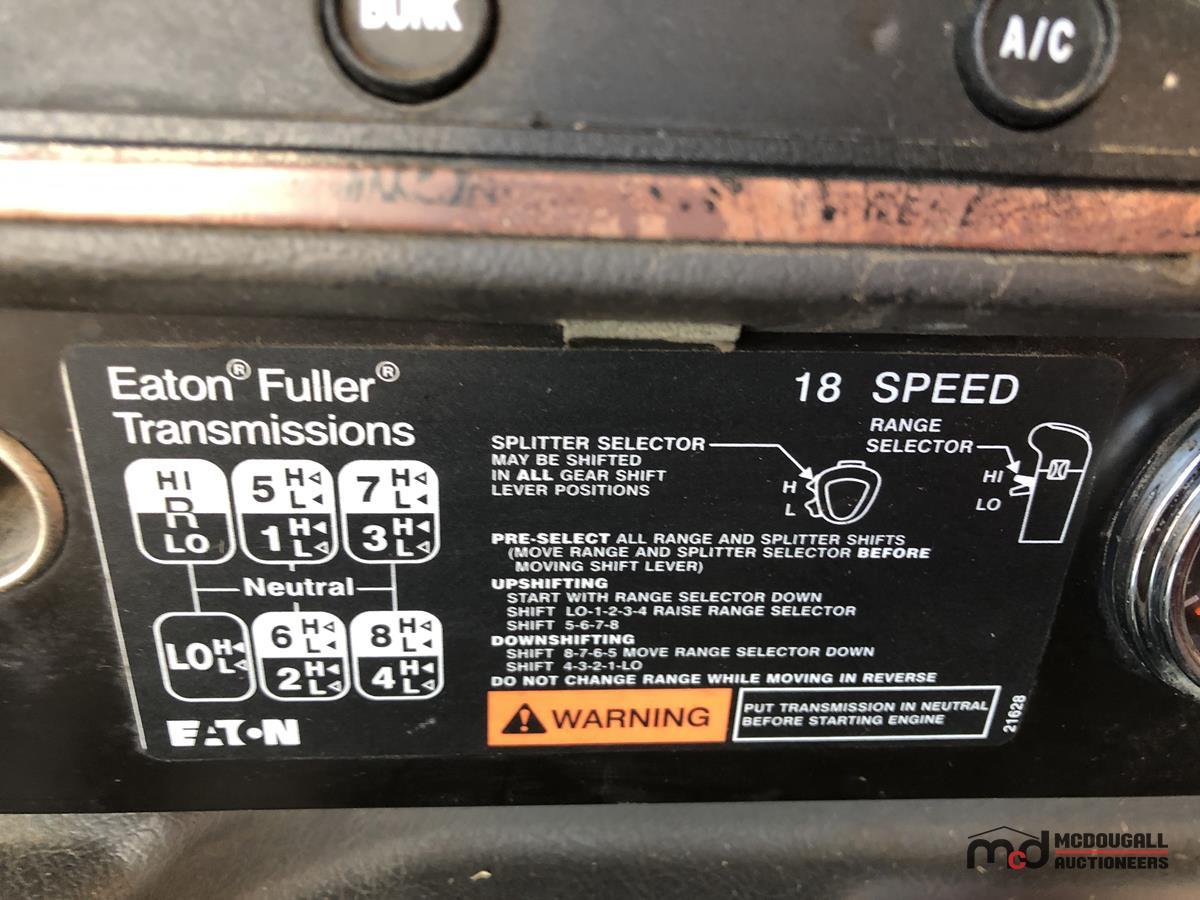 BUNK
A/C
Eaton® Fuller®
Transmissions
18 SPEED
HI
R
LO
5 H L
1 H L
7 H L
3 H L
Neutral
LO H L
6 H L
2 H L
8 H L
4 H L
EATON
SPLITTER SELECTOR
MAY BE SHIFTED
IN ALL GEAR SHIFT
LEVER POSITIONS
H
L
RANGE
SELECTOR
HI
LO
PRE-SELECT ALL RANGE AND SPLITTER SHIFTS
(MOVE RANGE AND SPLITTER SELECTOR BEFORE
MOVING SHIFT LEVER)
UPSHIFTING
START WITH RANGE SELECTOR DOWN
SHIFT LO-1-2-3-4 RAISE RANGE SELECTOR
SHIFT 5-6-7-8
DOWNSHIFTING
SHIFT 8-7-6-5 MOVE RANGE SELECTOR DOWN
SHIFT 4-3-2-1-LO
DO NOT CHANGE RANGE WHILE MOVING IN REVERSE
WARNING
PUT TRANSMISSION IN NEUTRAL
BEFORE STARTING ENGINE
21628
mcd MCDOUGALL
AUCTIONEERS